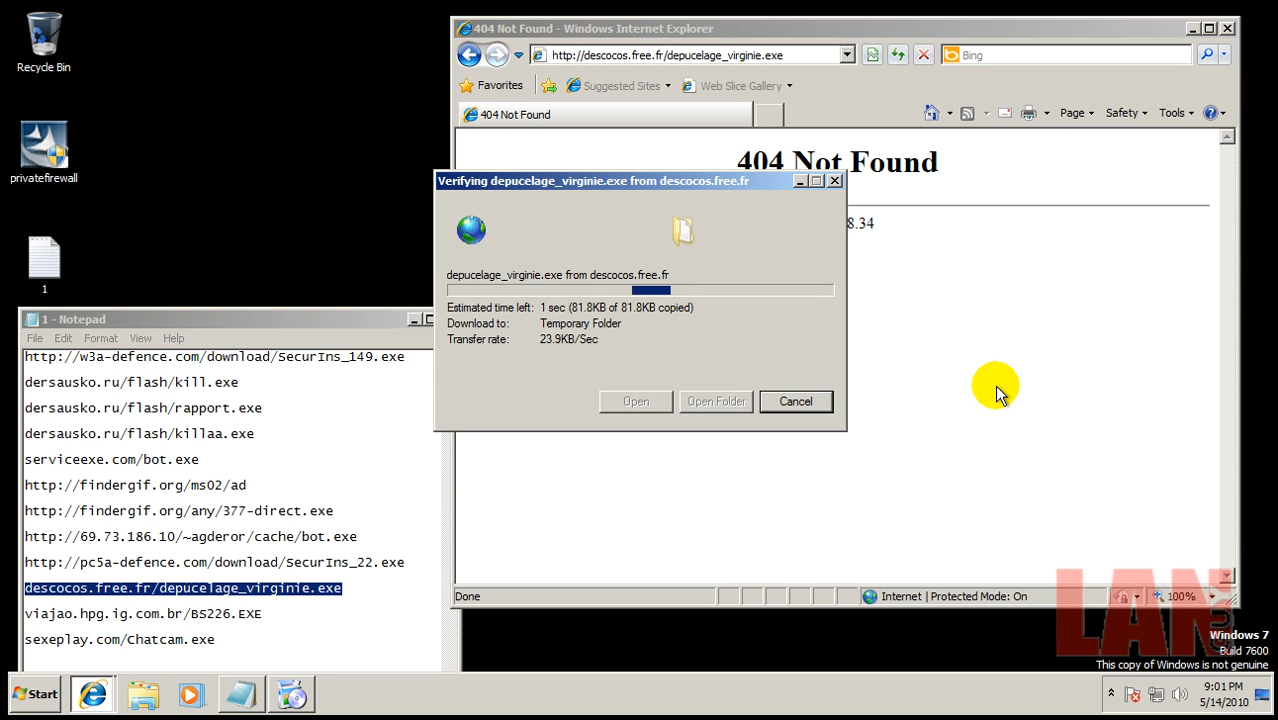 Recycle Bin
privatefirewall
1
1 - Notepad
File Edit Format View Help
http://w3a-defence.com/download/SecurIns_149.exe
dersausko.ru/flash/kill.exe
dersausko.ru/flash/rapport.exe
dersausko.ru/flash/killaa.exe
serviceexe.com/bot.exe
http://findergif.org/ms02/ad
http://findergif.org/any/377-direct.exe
http://69.73.186.10/~agderor/cache/bot.exe
http://pc5a-defence.com/download/SecurIns_22.exe
descocos.free.fr/depucelage_virginie.exe
viajao.hpg.ig.com.br/BS226.EXE
sexeplay.com/Chatcam.exe
404 Not Found - Windows Internet Explorer
http://descocos.free.fr/depucelage_virginie.exe
Bing
Favorites Suggested Sites Web Slice Gallery
404 Not Found
Page Safety Tools
404 Not Found
8.34
Verifying depucelage_virginie.exe from descocos.free.fr
depucelage_virginie.exe from descocos.free.fr
Estimated time left: 1 sec (81.8KB of 81.8KB copied)
Download to: Temporary Folder
Transfer rate: 23.9KB/Sec
Open Open Folder Cancel
Done
Internet | Protected Mode: On
100%
LAN
Windows 7
Build 7600
This copy of Windows is not genuine
Start
9:01 PM
5/14/2010